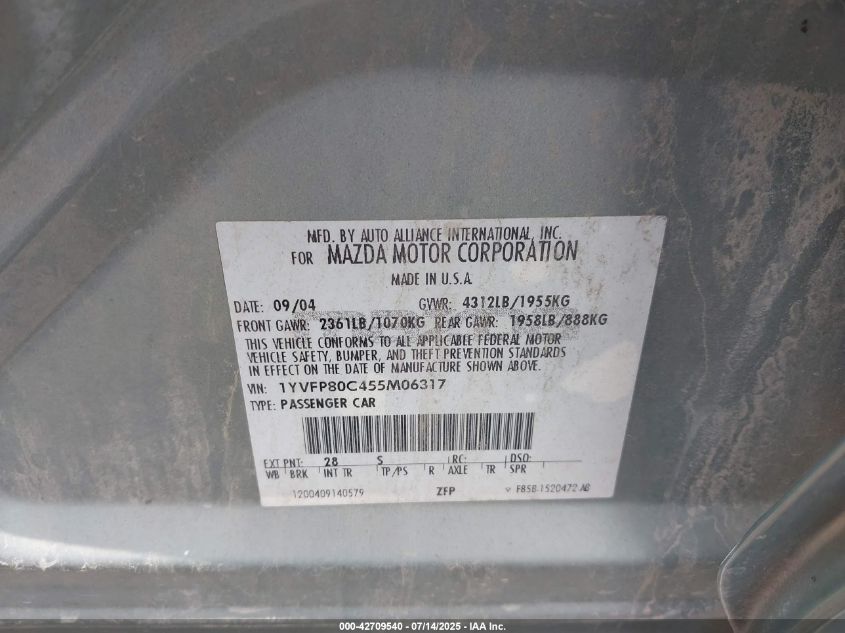 MFD. BY AUTO ALLIANCE INTERNATIONAL, INC.
FOR MAZDA MOTOR CORPORATION
MADE IN U.S.A.
DATE: 09/04 GVWR: 4312LB/1955KG
FRONT GAWR: 2361LB/1070KG REAR GAWR: 1958LB/888KG
THIS VEHICLE CONFORMS TO ALL APPLICABLE FEDERAL MOTOR
VEHICLE SAFETY, BUMPER, AND THEFT PREVENTION STANDARDS
IN EFFECT ON THE DATE OF MANUFACTURE SHOWN ABOVE.
VIN: 1YVFP80C455M06317
TYPE: PASSENGER CAR
EXT PNT: 28 S RC: DSO:
WB BRK INT TR TP/PS R AXLE TR SPR
1200409140579 ZFP F85B-1520472-AB
000-42709540 - 07/14/2025 - IAA Inc.